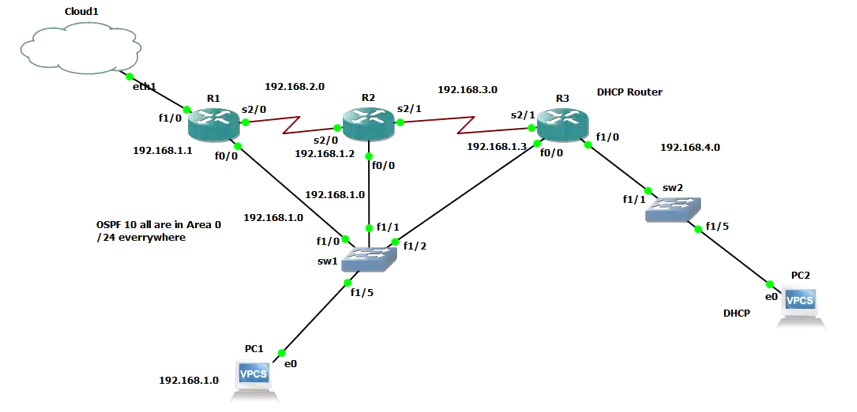 Cloud1
eth1
f1/0
R1
s2/0
192.168.2.0
R2
s2/1
192.168.3.0
R3
DHCP Router
s2/1
f1/0
s2/0
192.168.1.1
f0/0
192.168.1.2
f0/0
192.168.1.3
f0/0
192.168.4.0
sw2
f1/1
f1/5
192.168.1.0
192.168.1.0
OSPF 10 all are in Area 0
/24 everrywhere
f1/0
f1/1
f1/2
sw1
f1/5
PC2
e0
VPCS
DHCP
PC1
e0
VPCS
192.168.1.0